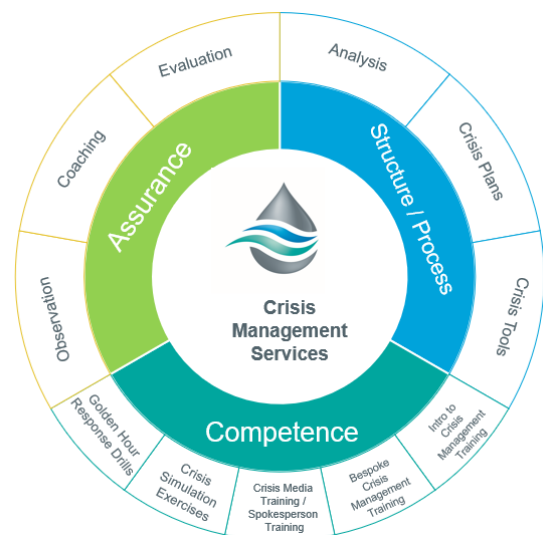 Evaluation
Analysis
Coaching
Crisis Plans
Assurance
Structure / Process
Observation
Crisis Tools
Crisis
Management
Services
Competence
Golden Hour
Response Drills
Crisis
Simulation
Exercises
Crisis Media
Training /
Spokesperson
Training
Bespoke
Crisis
Management
Training
Intro to
Crisis
Management
Training